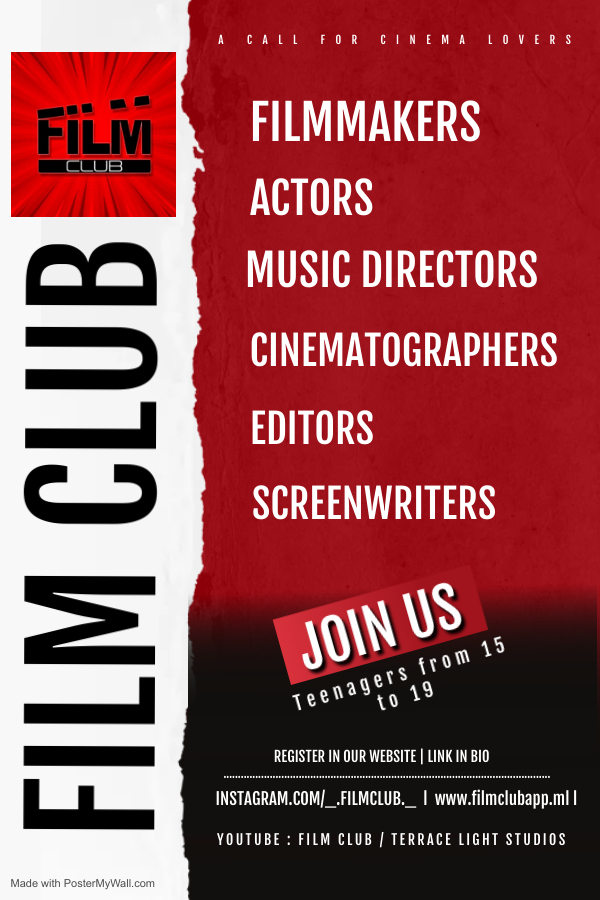 A CALL FOR CINEMA LOVERS
FILM
CLUB
FILM CLUB
FILMMAKERS
ACTORS
MUSIC DIRECTORS
CINEMATOGRAPHERS
EDITORS
SCREENWRITERS
JOIN US
Teenagers from 15
to 19
REGISTER IN OUR WEBSITE | LINK IN BIO
INSTAGRAM.COM/_.FILMCLUB._ I www.filmclubapp.ml I
YOUTUBE : FILM CLUB / TERRACE LIGHT STUDIOS
Made with PosterMyWall.com